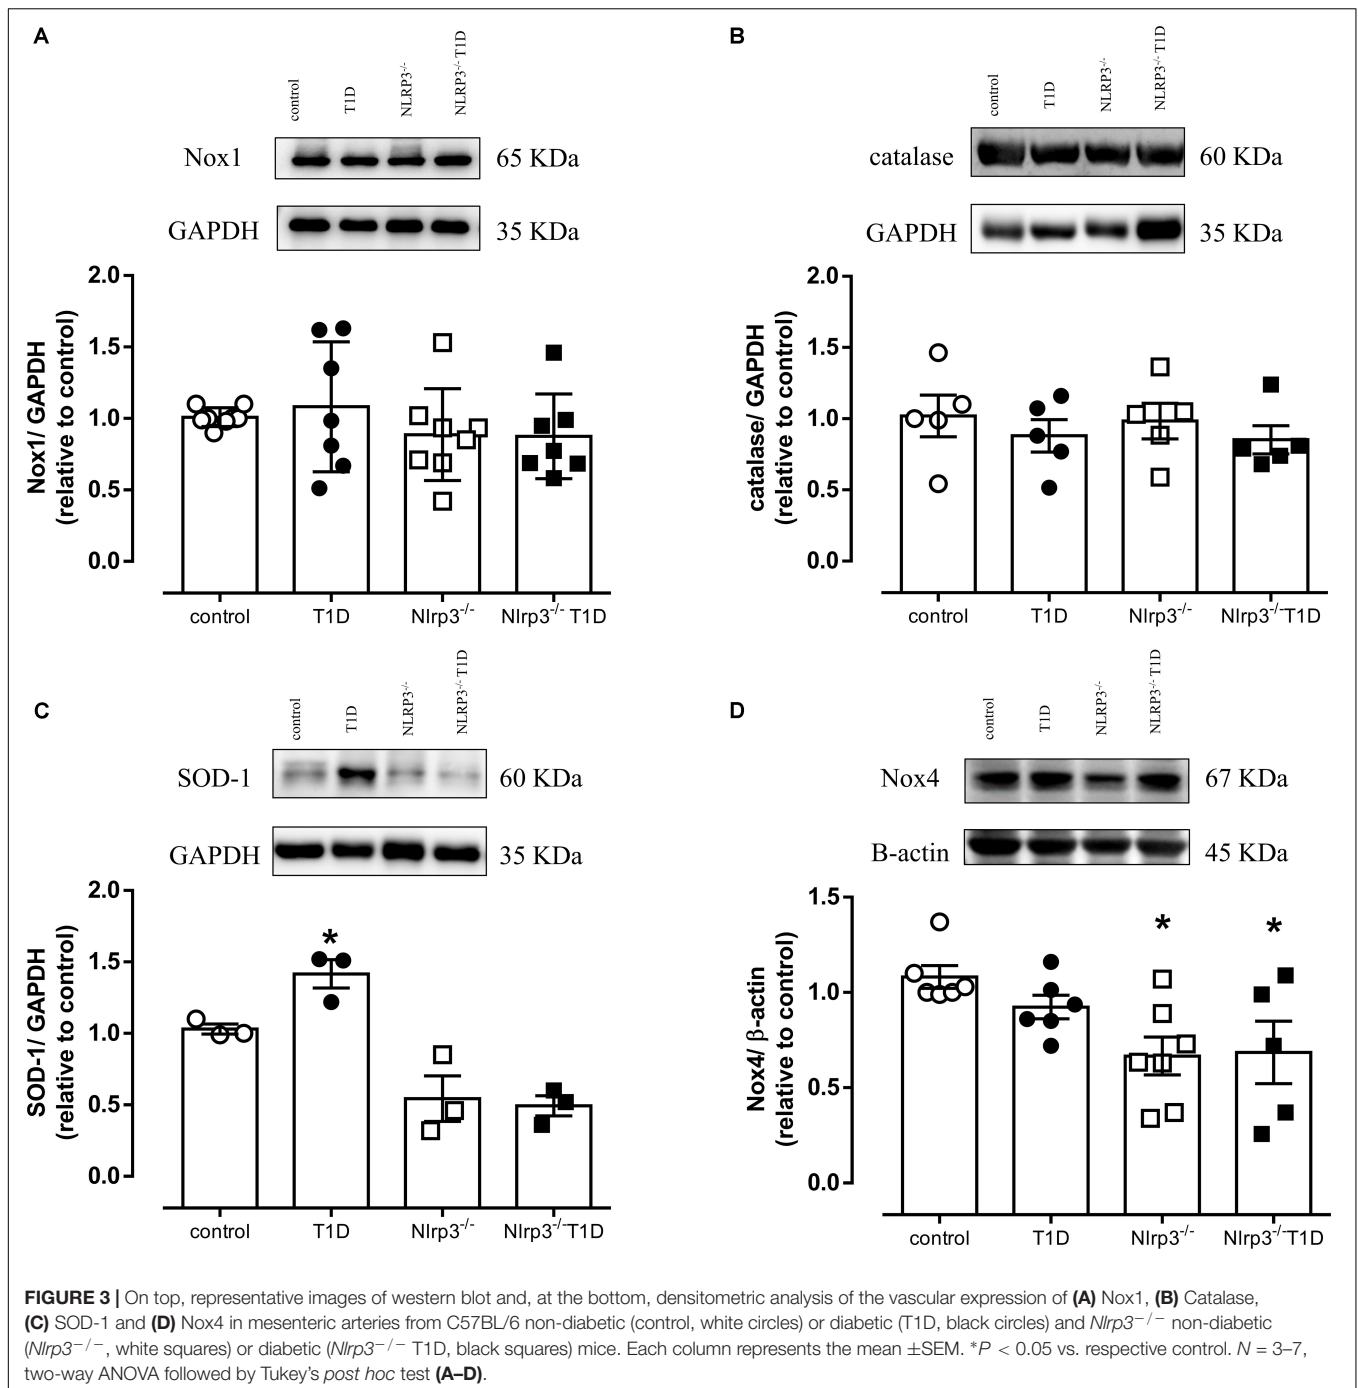 A
control
T1D
NLRP3-/-
NLRP3-/- T1D
Nox1
65 KDa
GAPDH
35 KDa
Nox1/ GAPDH
(relative to control)
2.0
1.5
1.0
0.5
0.0
control
T1D
Nlrp3-/-
Nlrp3-/- T1D
B
control
T1D
NLRP3-/-
NLRP3-/- T1D
catalase
60 KDa
GAPDH
35 KDa
catalase/ GAPDH
(relative to control)
2.0
1.5
1.0
0.5
0.0
control
T1D
Nlrp3-/-
Nlrp3-/-T1D
C
control
T1D
NLRP3-/-
NLRP3-/- T1D
SOD-1
60 KDa
GAPDH
35 KDa
SOD-1/ GAPDH
(relative to control)
2.0
1.5
1.0
0.5
0.0
*
control
T1D
Nlrp3-/-
Nlrp3-/-T1D
D
control
T1D
NLRP3-/-
NLRP3-/- T1D
Nox4
67 KDa
B-actin
45 KDa
Nox4/ β-actin
(relative to control)
1.5
1.0
0.5
0.0
*
*
control
T1D
Nlrp3-/-
Nlrp3-/-T1D
FIGURE 3 | On top, representative images of western blot and, at the bottom, densitometric analysis of the vascular expression of (A) Nox1, (B) Catalase,
(C) SOD-1 and (D) Nox4 in mesenteric arteries from C57BL/6 non-diabetic (control, white circles) or diabetic (T1D, black circles) and Nlrp3−/− non-diabetic
(Nlrp3−/−, white squares) or diabetic (Nlrp3−/− T1D, black squares) mice. Each column represents the mean ±SEM. *P < 0.05 vs. respective control. N = 3–7,
two-way ANOVA followed by Tukey's post hoc test (A–D).